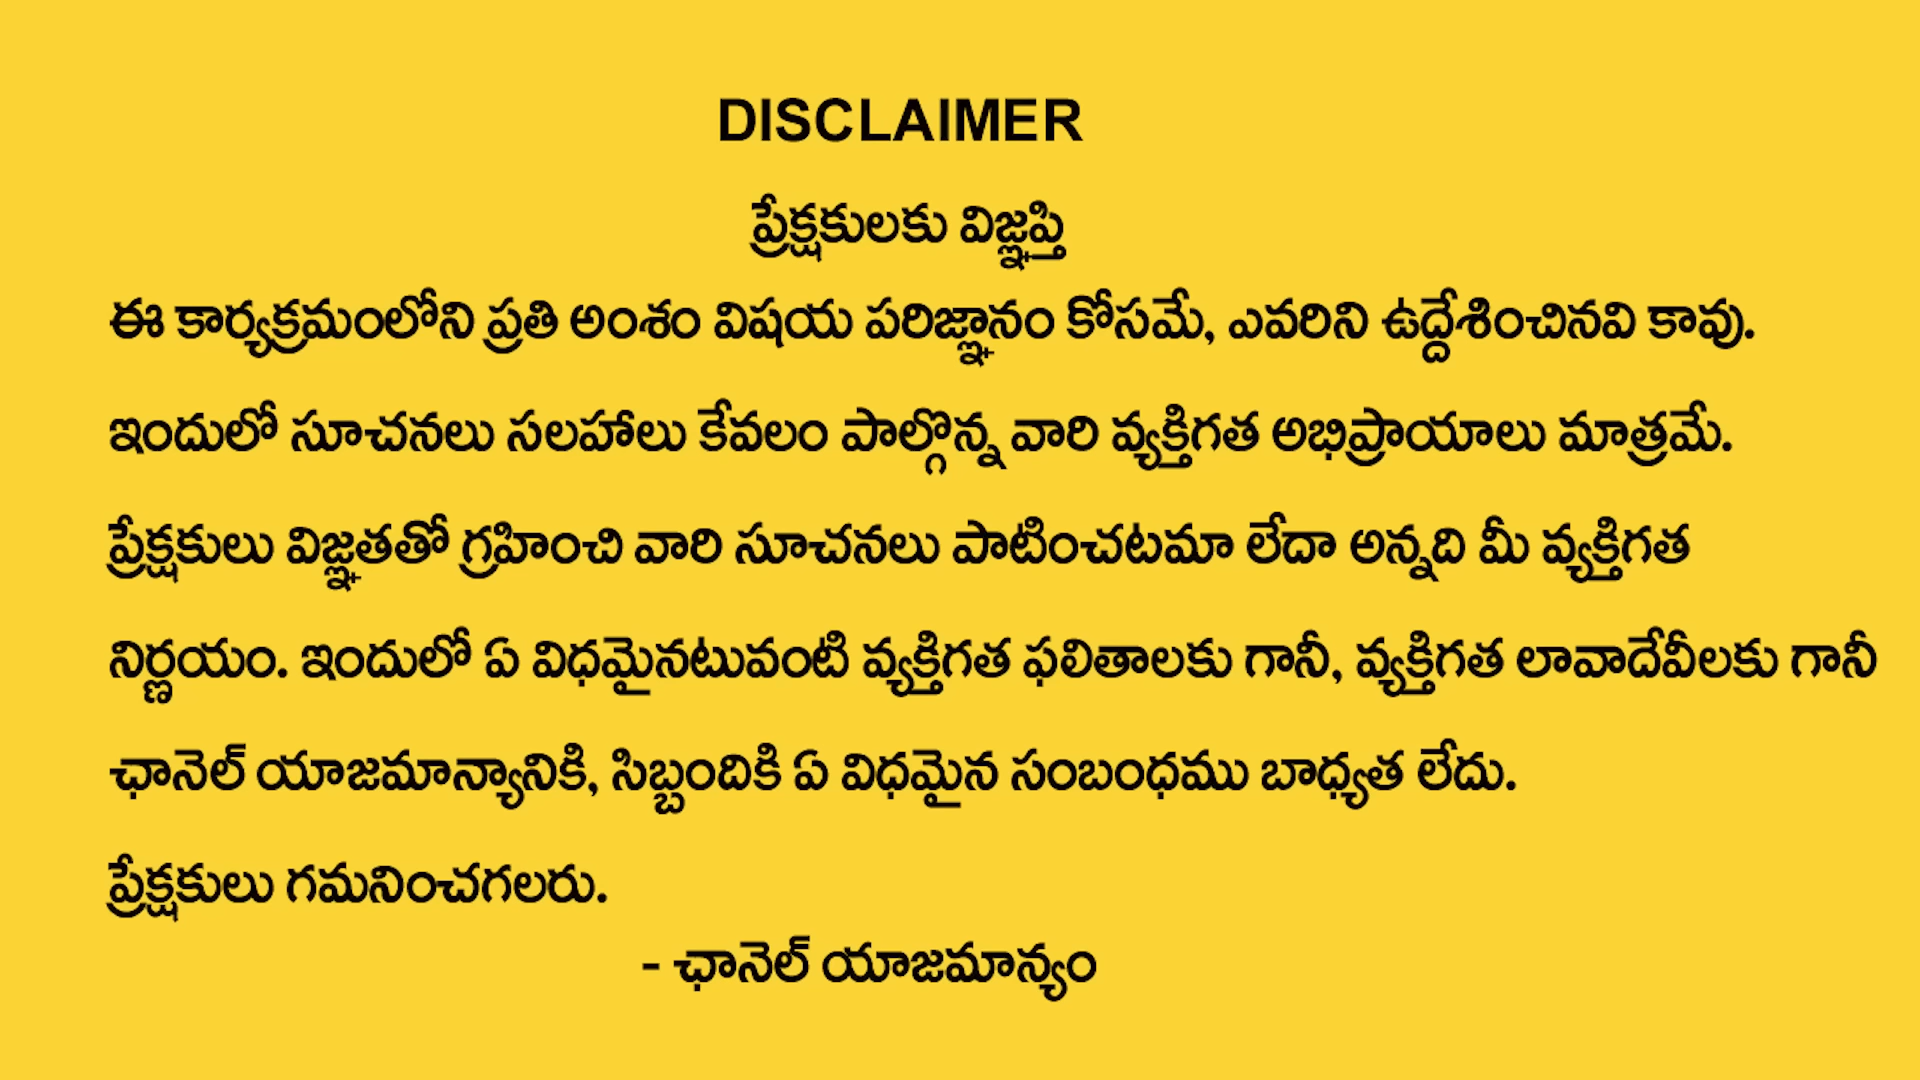 DISCLAIMER
ప్రేక్షకులకు విజ్ఞప్తి
ఈ కార్యక్రమంలోని ప్రతి అంశం విషయ పరిజ్ఞానం కోసమే, ఎవరిని ఉద్దేశించినవి కావు.
ఇందులో సూచనలు సలహాలు కేవలం పాల్గొన్న వారి వ్యక్తిగత అభిప్రాయాలు మాత్రమే.
ప్రేక్షకులు విజ్ఞతతో గ్రహించి వారి సూచనలు పాటించటమా లేదా అన్నది మీ వ్యక్తిగత
నిర్ణయం. ఇందులో ఏ విధమైనటువంటి వ్యక్తిగత ఫలితాలకు గానీ, వ్యక్తిగత లావాదేవీలకు గానీ
ఛానెల్ యాజమాన్యానికి, సిబ్బందికి ఏ విధమైన సంబంధము బాధ్యత లేదు.
ప్రేక్షకులు గమనించగలరు.
- ఛానెల్ యాజమాన్యం